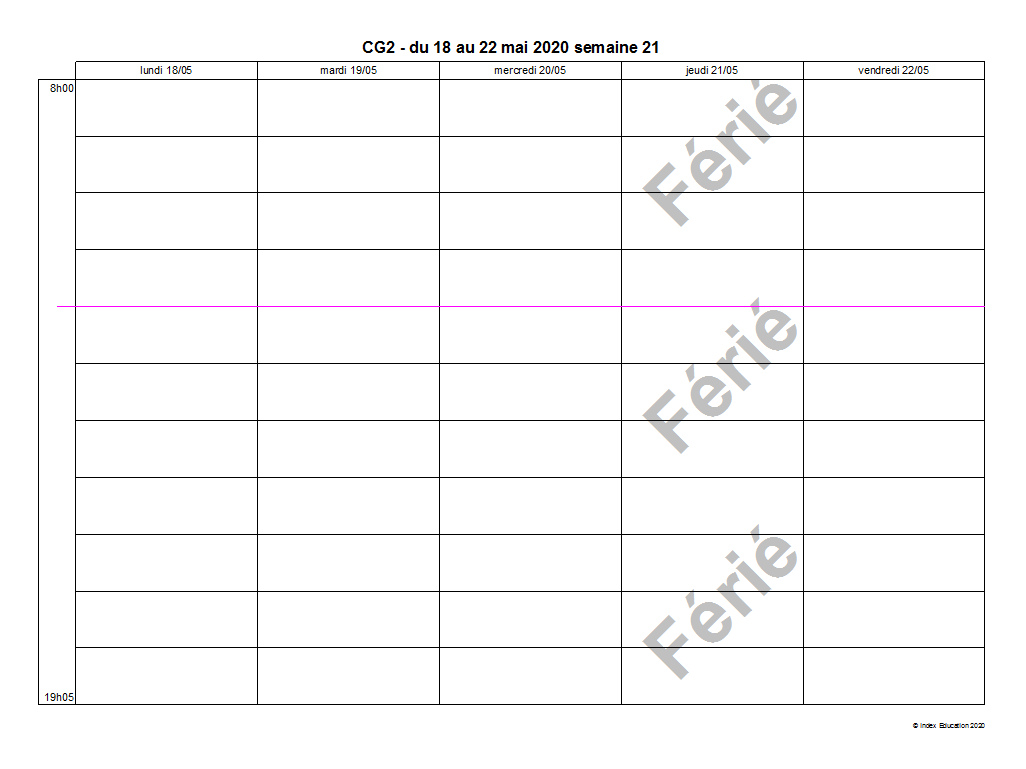 CG2 - du 18 au 22 mai 2020 semaine 21
lundi 18/05 mardi 19/05 mercredi 20/05 jeudi 21/05 vendredi 22/05
8h00
Férié
Férié
Férié
19h05
© Index Education 2020